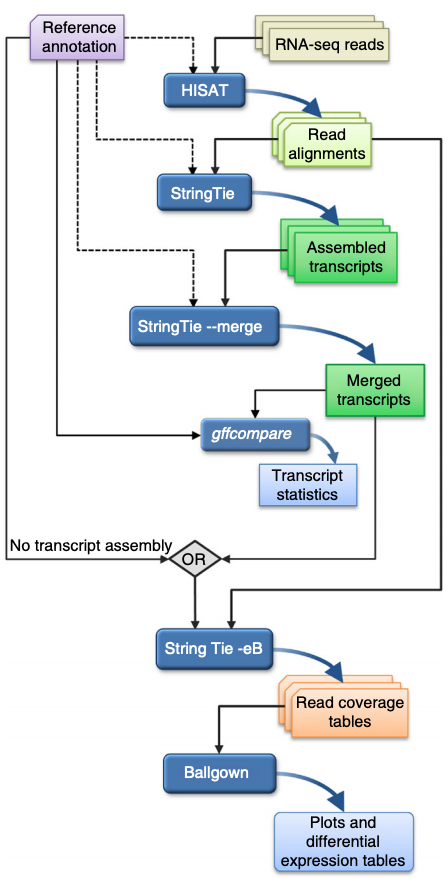 Reference
annotation
RNA-seq reads
HISAT
Read
alignments
StringTie
Assembled
transcripts
StringTie --merge
Merged
transcripts
gffcompare
Transcript
statistics
No transcript assembly
OR
String Tie -eB
Read coverage
tables
Ballgown
Plots and
differential
expression tables